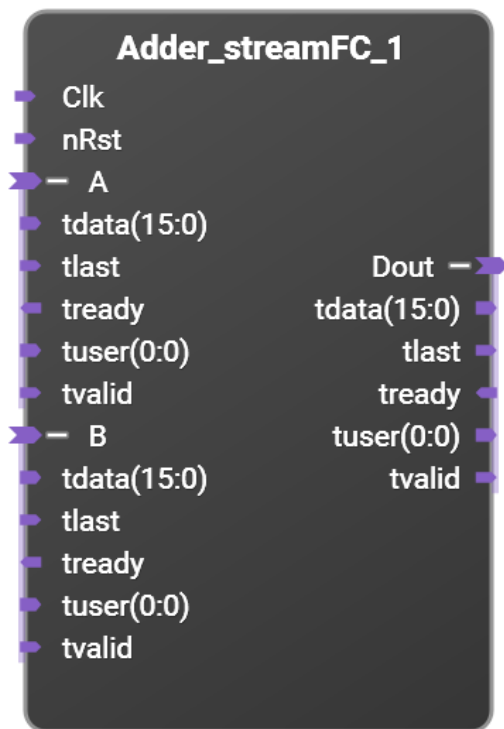 Adder_streamFC_1
Clk
nRst
A
tdata(15:0)
tlast
tready
tuser(0:0)
tvalid
B
tdata(15:0)
tlast
tready
tuser(0:0)
tvalid
Dout
tdata(15:0)
tlast
tready
tuser(0:0)
tvalid